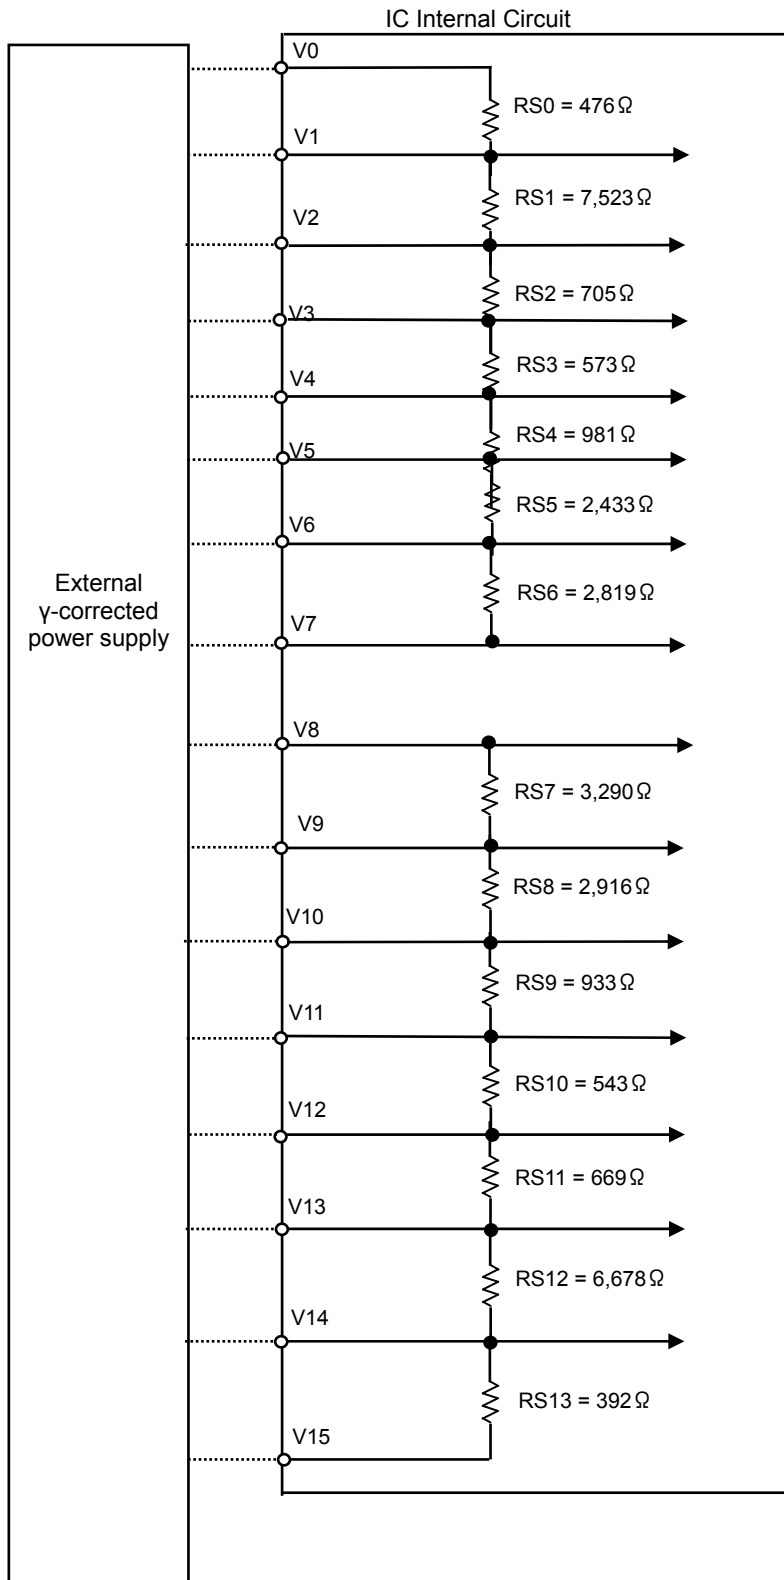 IC Internal Circuit
V0
RS0 = 476Ω
V1
RS1 = 7,523Ω
V2
RS2 = 705Ω
V3
RS3 = 573Ω
V4
RS4 = 981Ω
V5
RS5 = 2,433Ω
V6
External
γ-corrected
power supply
RS6 = 2,819Ω
V7
V8
RS7 = 3,290Ω
V9
RS8 = 2,916Ω
V10
RS9 = 933Ω
V11
RS10 = 543Ω
V12
RS11 = 669Ω
V13
RS12 = 6,678Ω
V14
RS13 = 392Ω
V15